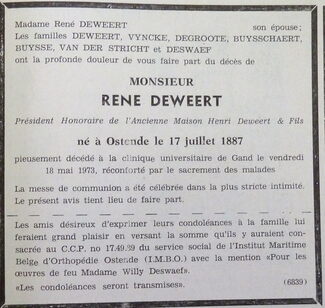 Madame René DEWEERT son épouse;
Les familles DEWEERT, VYNCKE, DEGROOTE, BUYSSCHAERT,
BUYSSE, VAN DER STRICHT et DESWAEF
ont la profonde douleur de vous faire part du décès de
MONSIEUR
RENE DEWEERT
Président Honoraire de l'Ancienne Maison Henri Deweert & Fils
né à Ostende le 17 juillet 1887
pieusement décédé à la clinique universitaire de Gand le vendredi
18 mai 1973, réconforté par le sacrement des malades
La messe de communion a été célébrée dans la plus stricte intimité.
Le présent avis tient lieu de faire part.
Les amis désireux d'exprimer leurs condoléances à la famille lui
feraient grand plaisir en versant la somme qu'ils y auraient consa-
crée au C.C.P. no 17.49.39 du service social de l'Institut Maritime
Belge d'Orthopédie Ostende (I.M.B.O.) avec la mention «Pour les
œuvres de feu Madame Willy Deswaef».
«Les condoléances seront transmises». (6839)